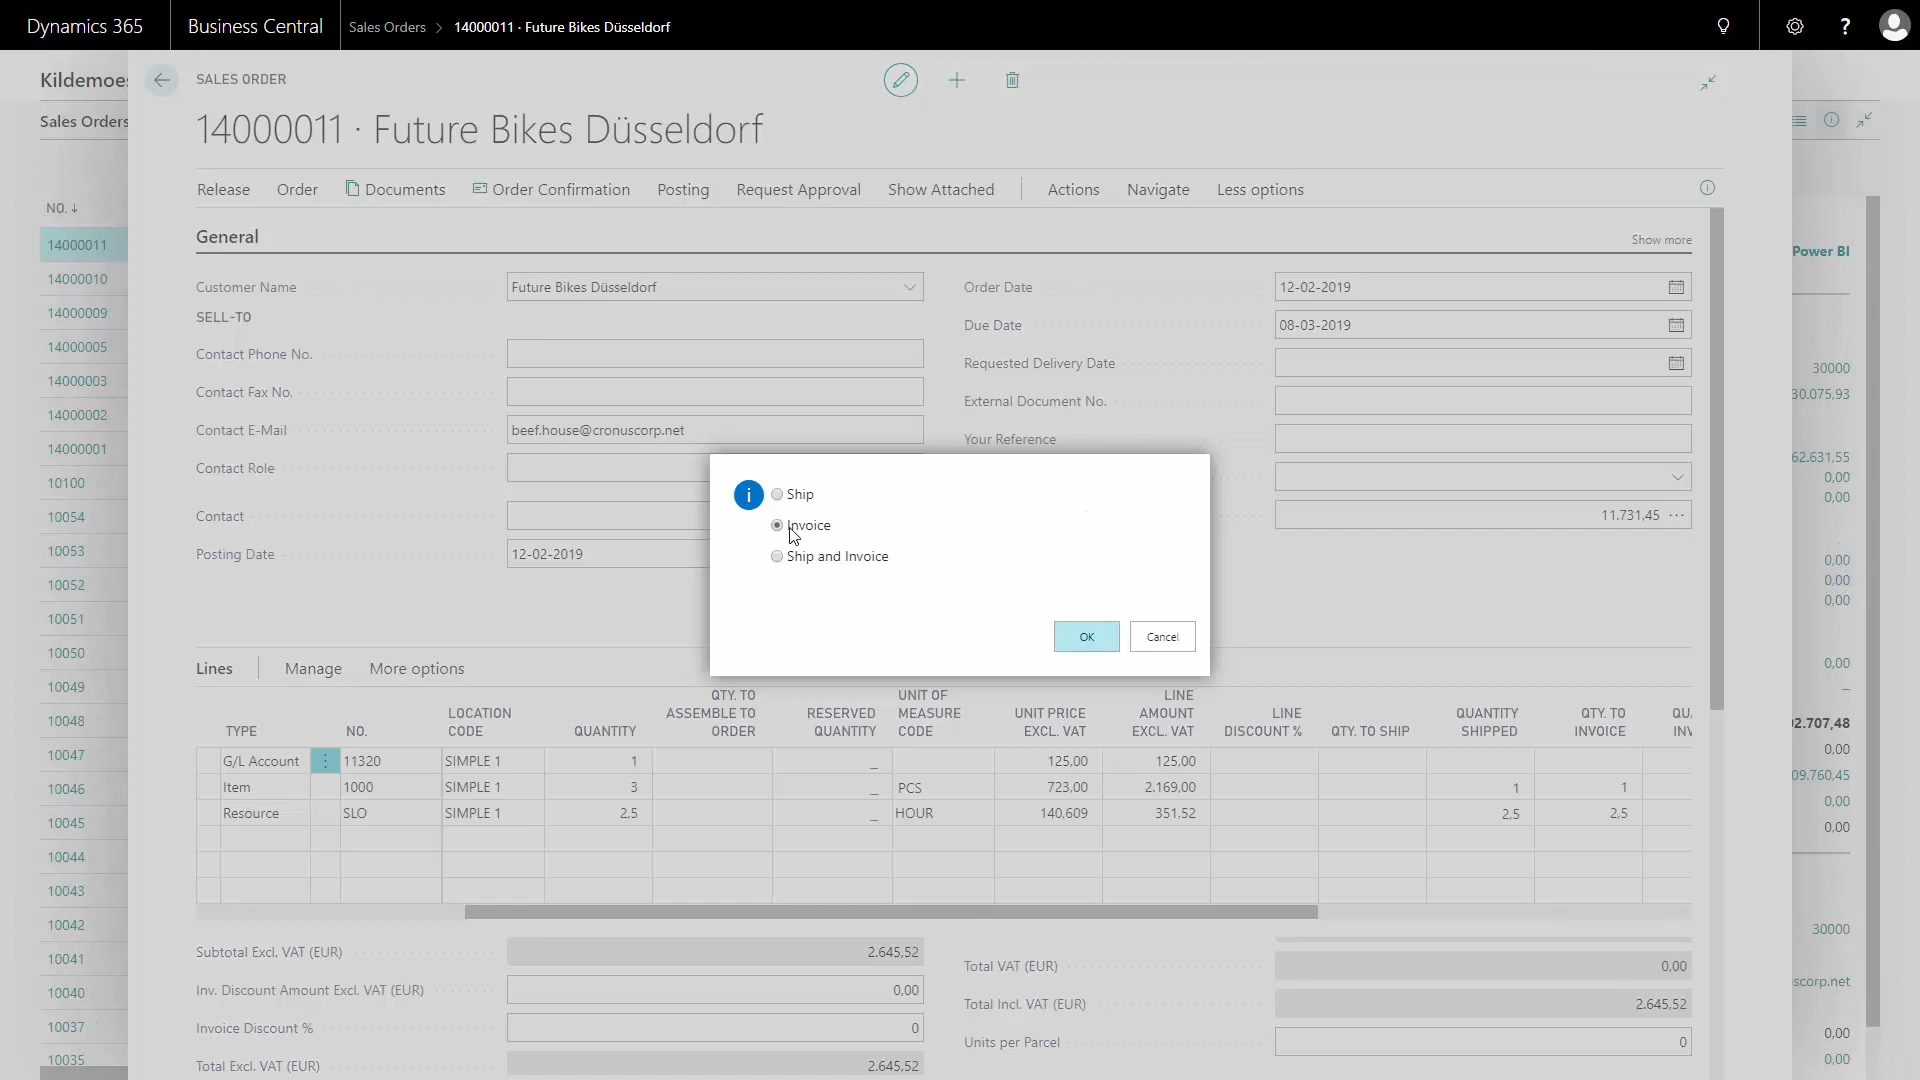 Dynamics 365
Business Central
Sales Orders > 14000011 · Future Bikes Düsseldorf
?
Kildemoes
Sales Orders
NO. ↓
14000011
14000010
14000009
14000005
14000003
14000002
14000001
10100
10054
10053
10052
10051
10050
10049
10048
10047
10046
10045
10044
10043
10042
10041
10040
10037
10035
SALES ORDER
14000011 · Future Bikes Düsseldorf
Release Order Documents Order Confirmation Posting Request Approval Show Attached Actions Navigate Less options
General
Show more
Customer Name Future Bikes Düsseldorf
SELL-TO
Contact Phone No.
Contact Fax No.
Contact E-Mail beef.house@cronuscorp.net
Contact Role
Contact
Posting Date 12-02-2019
Order Date 12-02-2019
Due Date 08-03-2019
Requested Delivery Date
External Document No.
Your Reference
11.731,45 ···
i
Ship
Invoice
Ship and Invoice
OK Cancel
Lines Manage More options
TYPE NO. LOCATION CODE QUANTITY QTY. TO ASSEMBLE TO ORDER RESERVED QUANTITY UNIT OF MEASURE CODE UNIT PRICE EXCL. VAT LINE AMOUNT EXCL. VAT LINE DISCOUNT % QTY. TO SHIP QUANTITY SHIPPED QTY. TO INVOICE
G/L Account 11320 SIMPLE 1 1 _ 125,00 125,00
Item 1000 SIMPLE 1 3 _ PCS 723,00 2.169,00 1 1
Resource SLO SIMPLE 1 2,5 _ HOUR 140,609 351,52 2,5 2,5
Subtotal Excl. VAT (EUR) 2.645,52
Inv. Discount Amount Excl. VAT (EUR) 0,00
Invoice Discount % 0
Total Excl. VAT (EUR) 2.645,52
Total VAT (EUR) 0,00
Total Incl. VAT (EUR) 2.645,52
Units per Parcel 0
Power BI
30000
30.075,93
62.631,55
0,00
0,00
0,00
0,00
0,00
0,00
–
92.707,48
0,00
09.760,45
0,00
0,00
30000
scorp.net
0,00
0,00